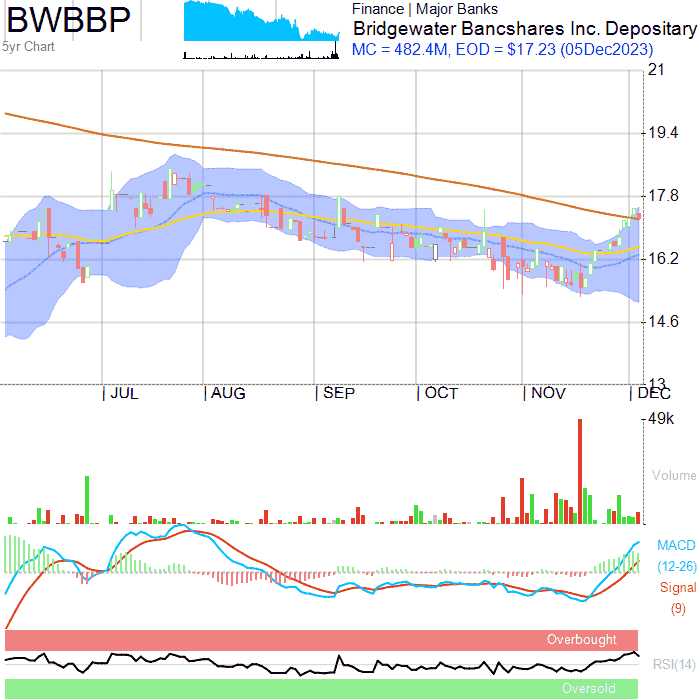 BWBBP
5yr Chart
Finance | Major Banks
Bridgewater Bancshares Inc. Depositary
MC = 482.4M, EOD = $17.23 (05Dec2023)
21
19.4
17.8
16.2
14.6
13
JUL
AUG
SEP
OCT
NOV
DEC
49k
Volume
MACD
(12-26)
Signal
(9)
Overbought
RSI(14)
Oversold